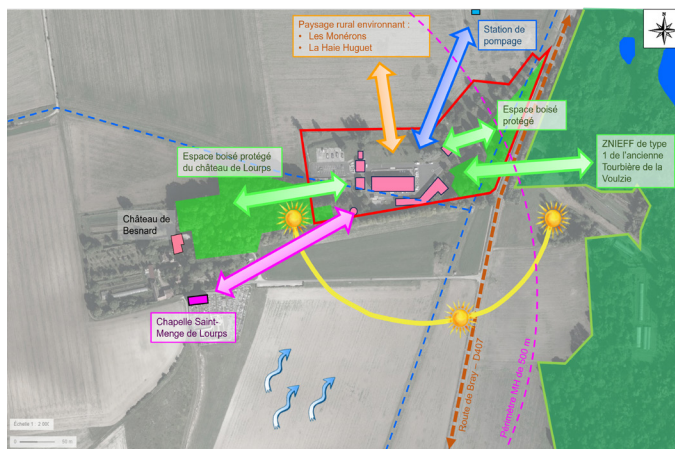 Paysage rural environnant :
• Les Monérons
• La Haie Huguet
Station de
pompage
Espace boisé
protégé
ZNIEFF de type
1 de l'ancienne
Tourbière de la
Voulzie
Espace boisé protégé
du château de Lourps
Château de
Besnard
Chapelle Saint-
Menge de Lourps
Route de Bray – D407
Périmètre MH de 500 m
0
50 m